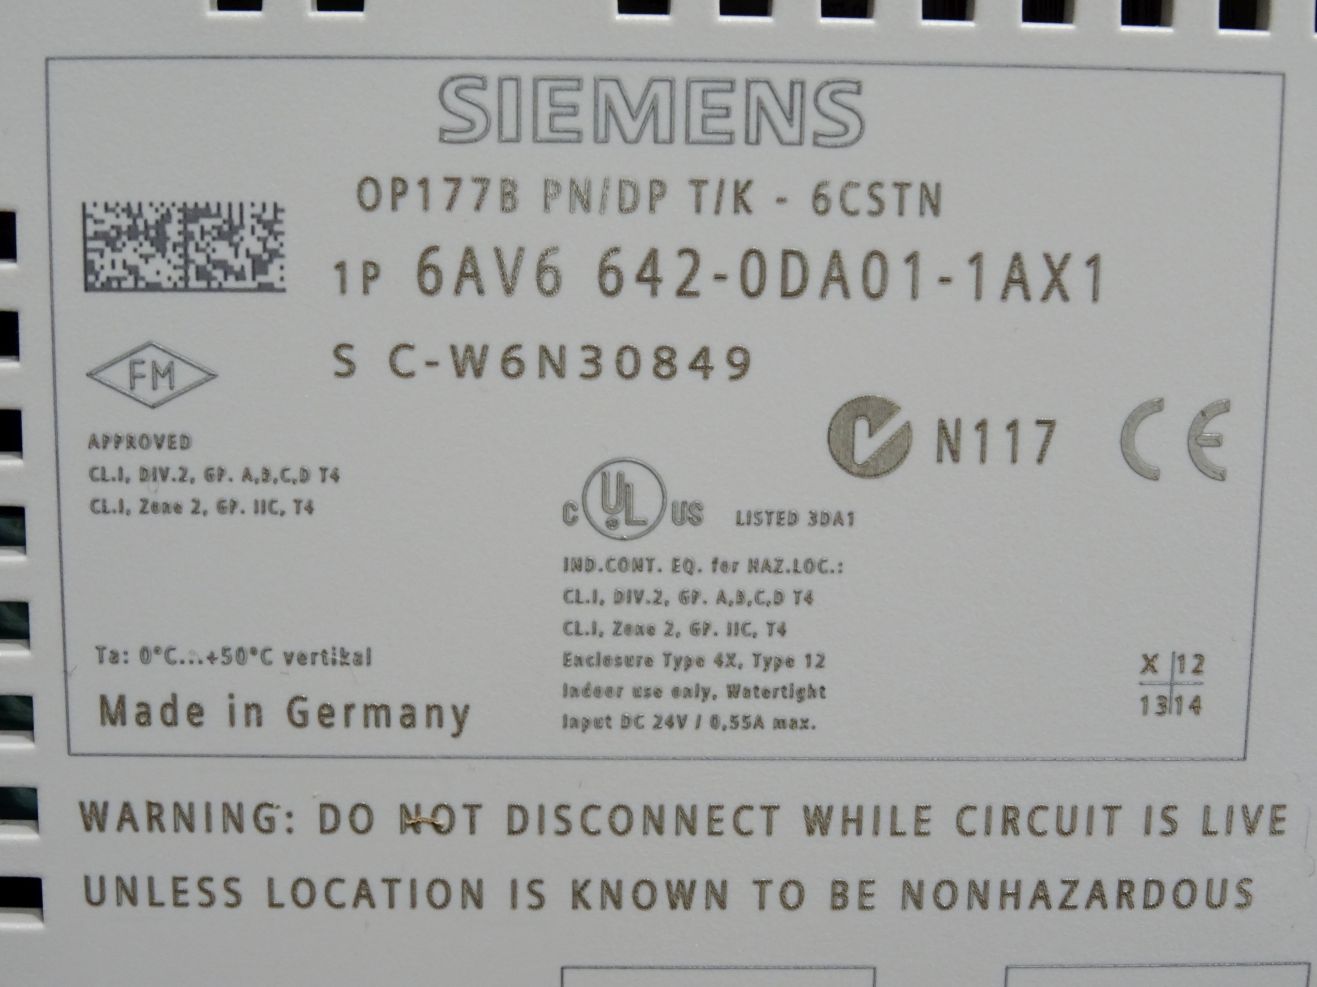 SIEMENS
OP177B PN/DP T/K - 6CSTN
1P 6AV6 642-0DA01-1AX1
S C-W6N30849
FM
APPROVED
CL.I, DIV.2, GP. A,B,C,D T4
CL.I, Zone 2, GP. IIC, T4
N117 CE
C UL US LISTED 3DA1
IND.CONT. EQ. for HAZ.LOC.:
CL.I, DIV.2, GP. A,B,C,D T4
CL.I, Zone 2, GP. IIC, T4
Enclosure Type 4X, Type 12
Indoor use only, Watertight
Input DC 24V / 0,55A max.
Ta: 0°C...+50°C vertikal
Made in Germany
X 12
13 14
WARNING: DO NOT DISCONNECT WHILE CIRCUIT IS LIVE
UNLESS LOCATION IS KNOWN TO BE NONHAZARDOUS